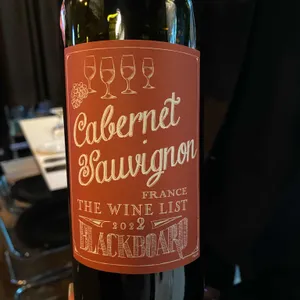 Cabernet
Sauvignon
FRANCE
THE WINE LIST
2022
BLACKBOARD